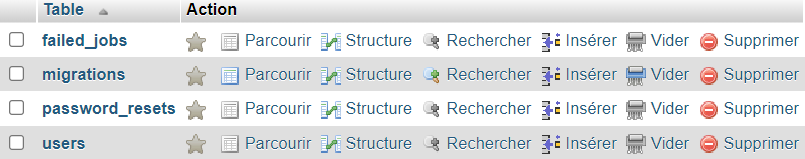 Table Action
failed_jobs Parcourir Structure Rechercher Insérer Vider Supprimer
migrations Parcourir Structure Rechercher Insérer Vider Supprimer
password_resets Parcourir Structure Rechercher Insérer Vider Supprimer
users Parcourir Structure Rechercher Insérer Vider Supprimer